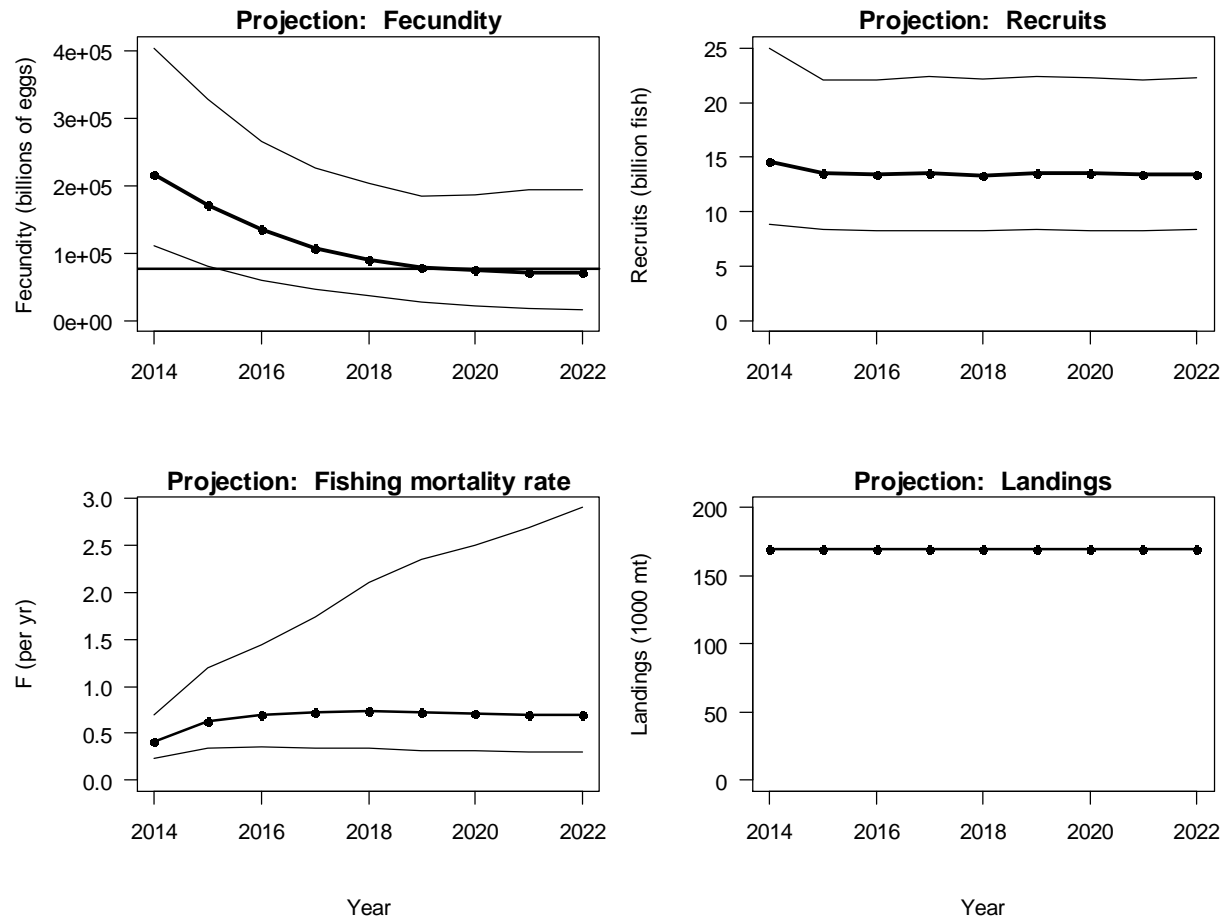 Projection: Fecundity
Fecundity (billions of eggs)
4e+05
3e+05
2e+05
1e+05
0e+00
2014 2016 2018 2020 2022
Projection: Recruits
Recruits (billion fish)
25
20
15
10
5
0
2014 2016 2018 2020 2022
Projection: Fishing mortality rate
F (per yr)
3.0
2.5
2.0
1.5
1.0
0.5
0.0
2014 2016 2018 2020 2022
Year
Projection: Landings
Landings (1000 mt)
200
150
100
50
0
2014 2016 2018 2020 2022
Year